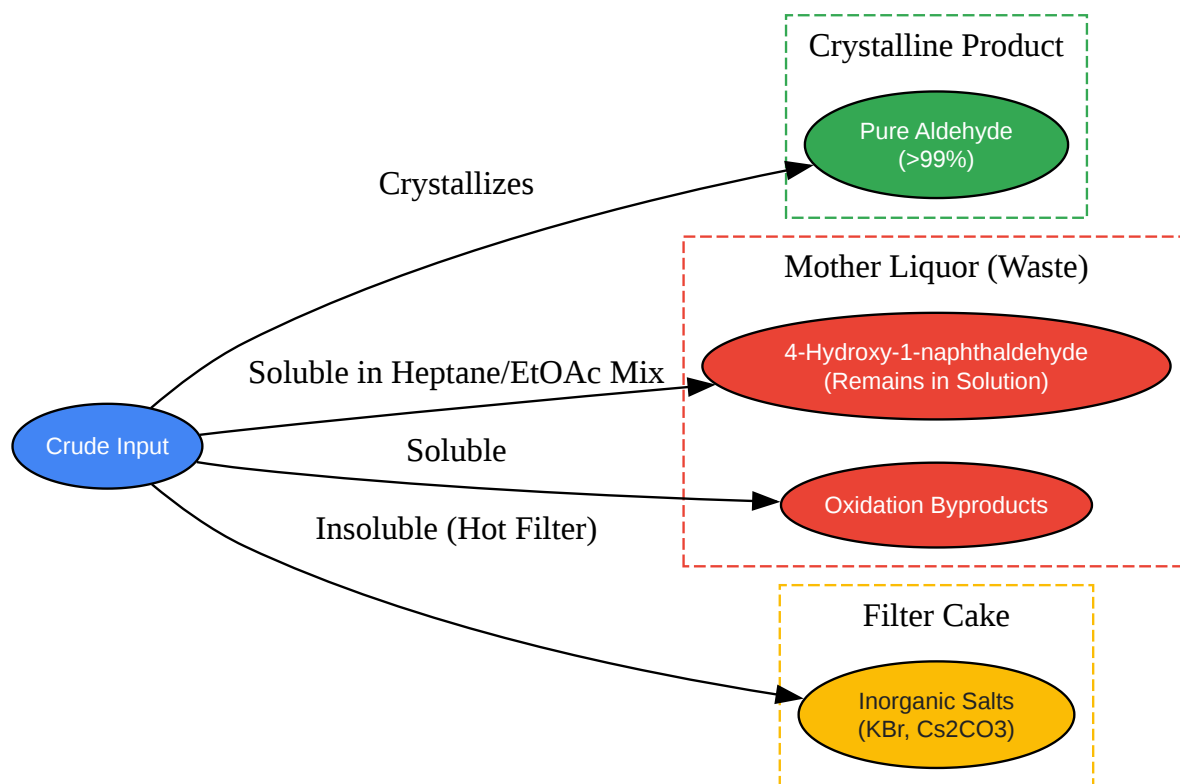 Crystalline Product
Pure Aldehyde
(>99%)
Crystallizes
Mother Liquor (Waste)
4-Hydroxy-1-naphthaldehyde
(Remains in Solution)
Soluble in Heptane/EtOAc Mix
Crude Input
Soluble
Oxidation Byproducts
Insoluble (Hot Filter)
Filter Cake
Inorganic Salts
(KBr, Cs2CO3)